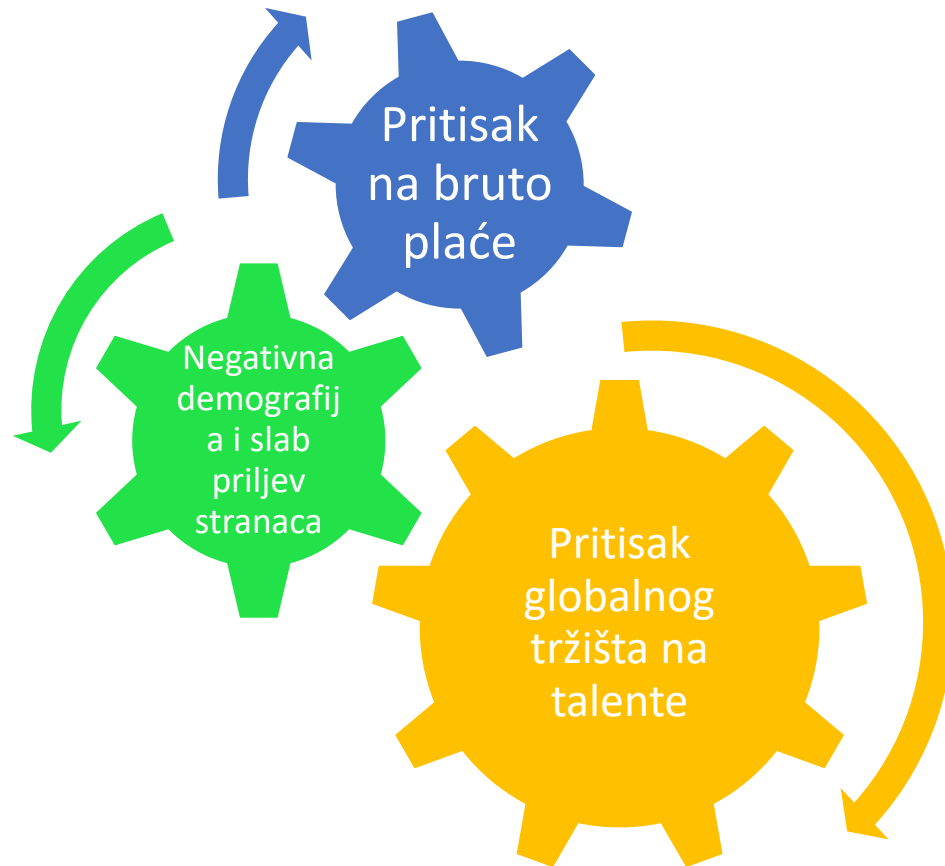 Pritisak
na bruto
plaće
Negativna
demografij
a i slab
priljev
stranaca
Pritisak
globalnog
tržišta na
talente